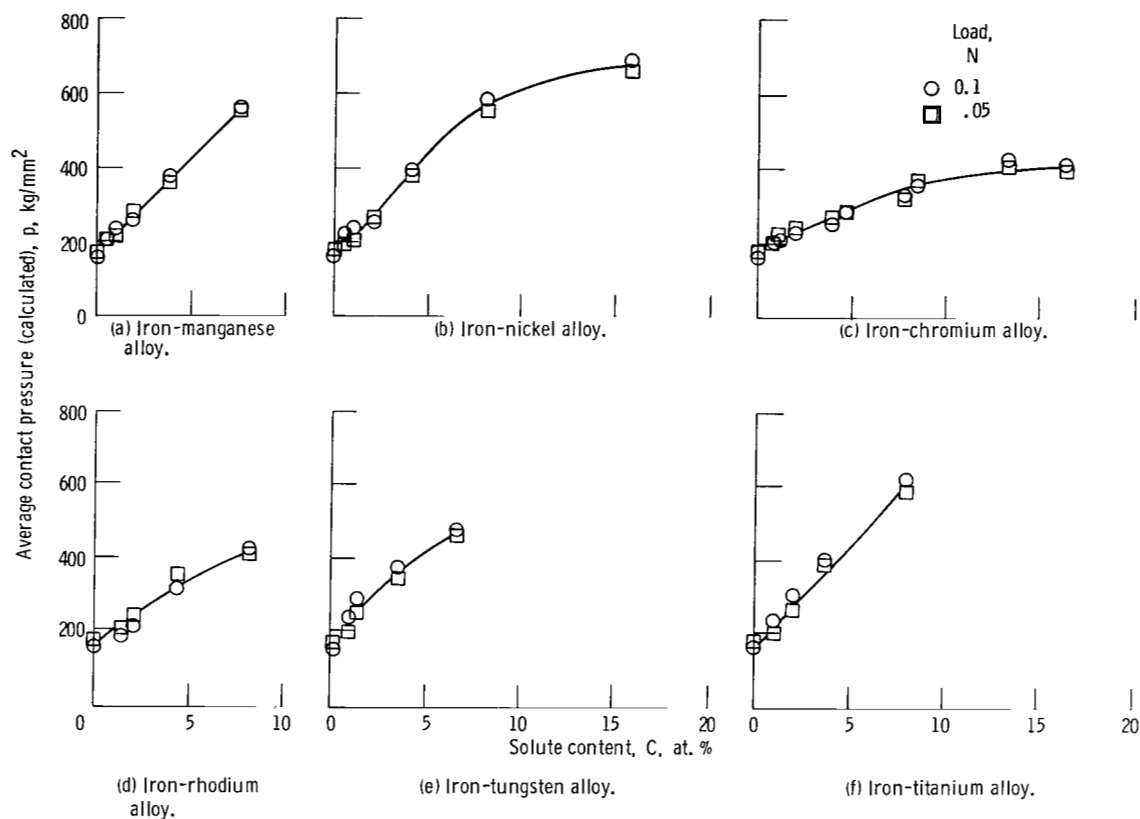 Average contact pressure (calculated), p, kg/mm²
800
600
400
200
0
(a) Iron-manganese
alloy.
(b) Iron-nickel alloy.
Load,
N
0.1
.05
(c) Iron-chromium alloy.
800
600
400
200
0
0 5 10
0 5 10 15 20
0 5 10 15 20
Solute content, C, at. %
(d) Iron-rhodium
alloy.
(e) Iron-tungsten alloy.
(f) Iron-titanium alloy.